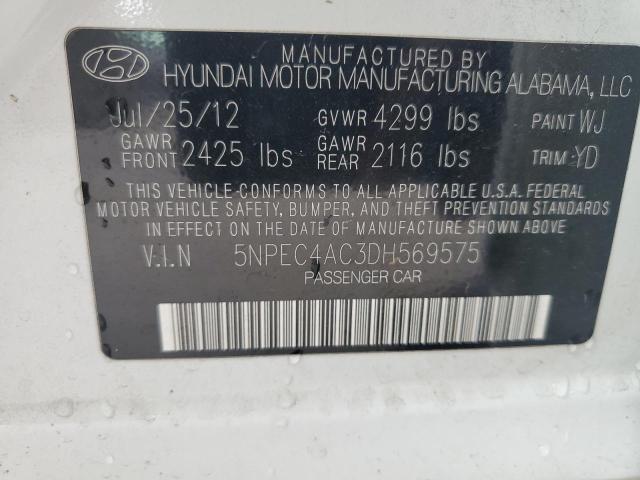 MANUFACTURED BY
HYUNDAI MOTOR MANUFACTURING ALABAMA, LLC
Jul/25/12 GVWR 4299 lbs PAINT WJ
GAWR FRONT 2425 lbs GAWR REAR 2116 lbs TRIM: YD
THIS VEHICLE CONFORMS TO ALL APPLICABLE U.S.A. FEDERAL
MOTOR VEHICLE SAFETY, BUMPER, AND THEFT PREVENTION STANDARDS
IN EFFECT ON THE DATE OF MANUFACTURE SHOWN ABOVE.
V.I.N 5NPEC4AC3DH569575
PASSENGER CAR